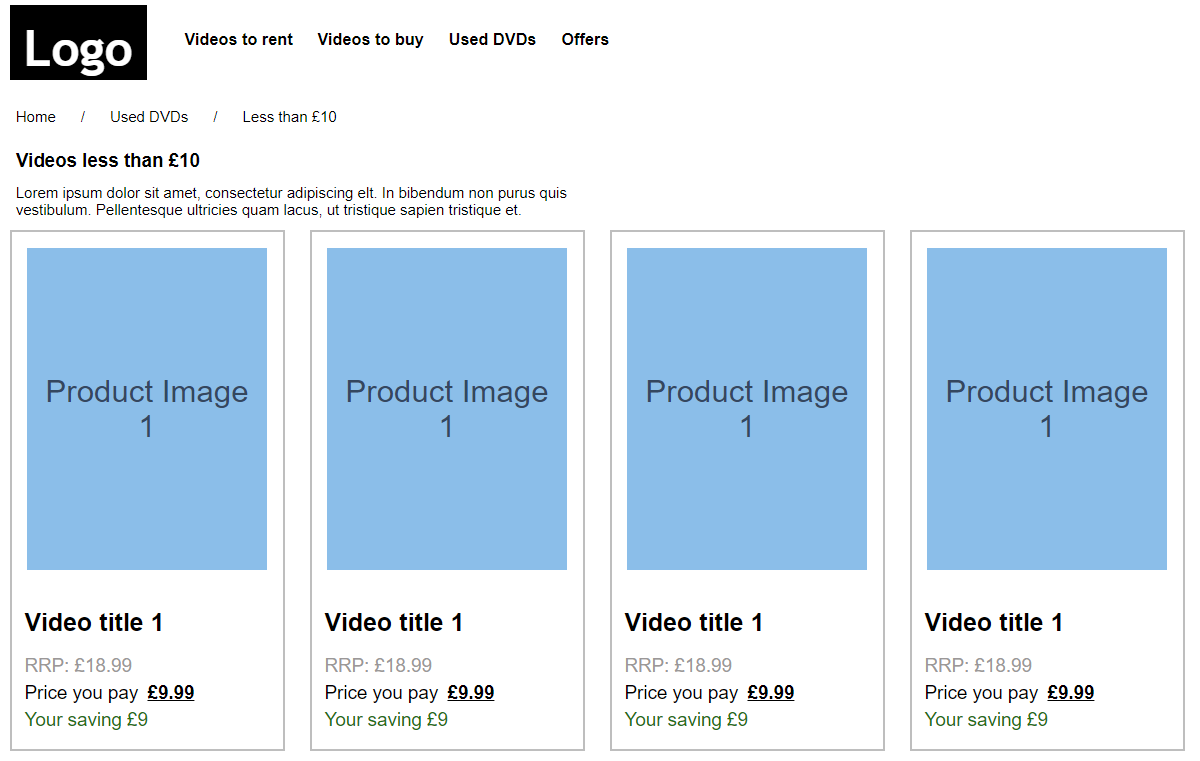 Logo
Videos to rent Videos to buy Used DVDs Offers
Home / Used DVDs / Less than £10
Videos less than £10
Lorem ipsum dolor sit amet, consectetur adipiscing elt. In bibendum non purus quis
vestibulum. Pellentesque ultricies quam lacus, ut tristique sapien tristique et.
Product Image
1
Video title 1
RRP: £18.99
Price you pay £9.99
Your saving £9
Product Image
1
Video title 1
RRP: £18.99
Price you pay £9.99
Your saving £9
Product Image
1
Video title 1
RRP: £18.99
Price you pay £9.99
Your saving £9
Product Image
1
Video title 1
RRP: £18.99
Price you pay £9.99
Your saving £9